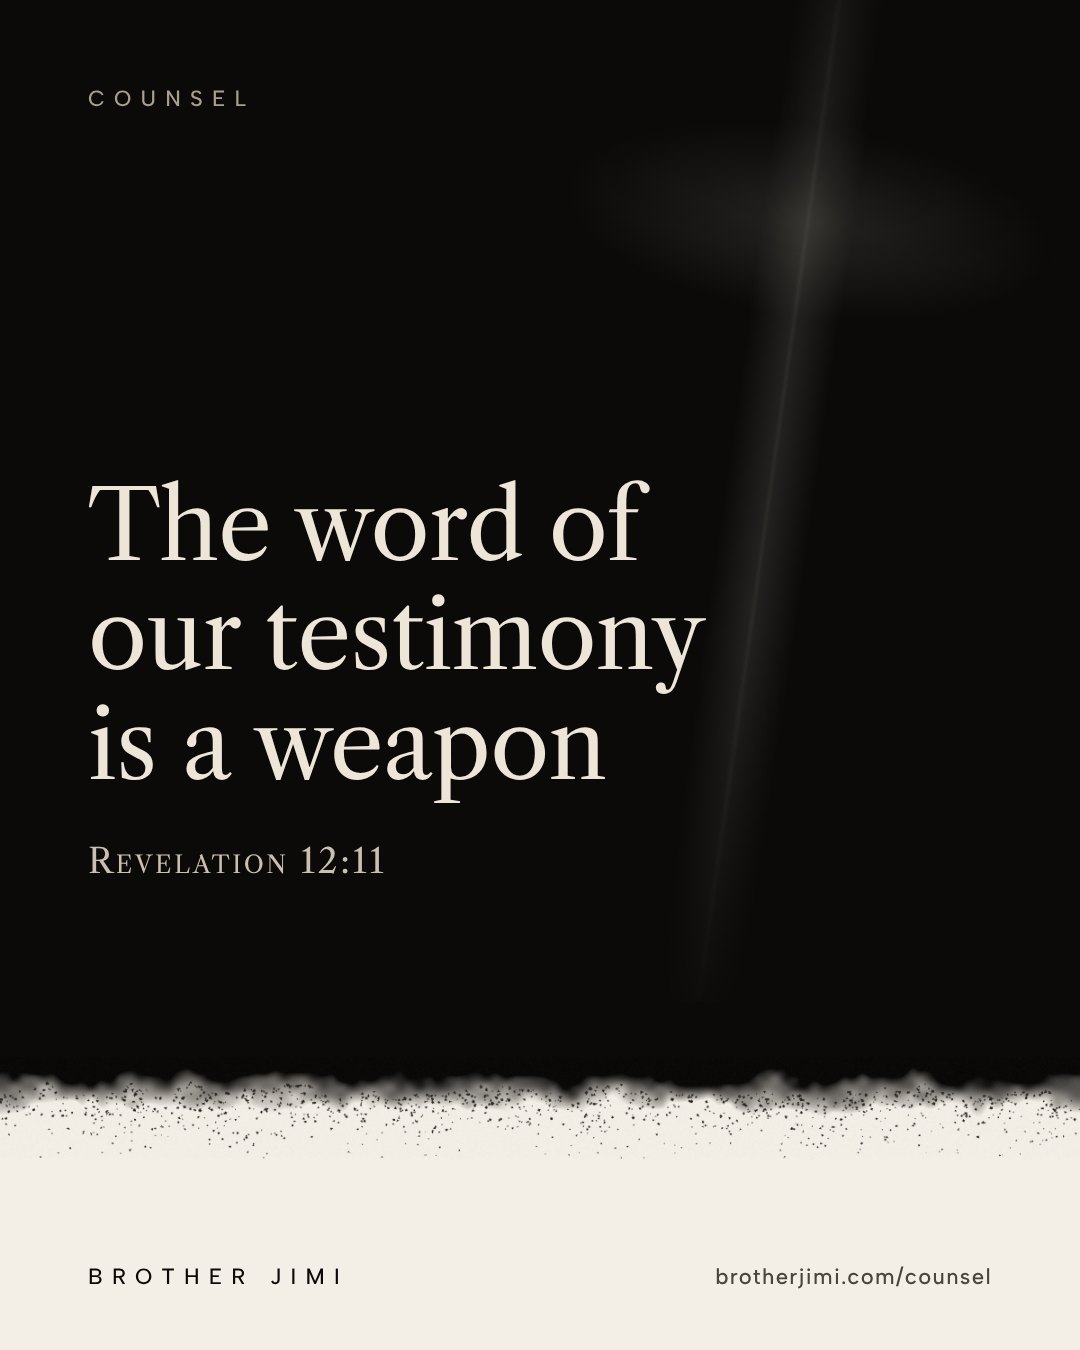 COUNSEL
The word of
our testimony
is a weapon
Revelation 12:11
BROTHER JIMI
brotherjimi.com/counsel